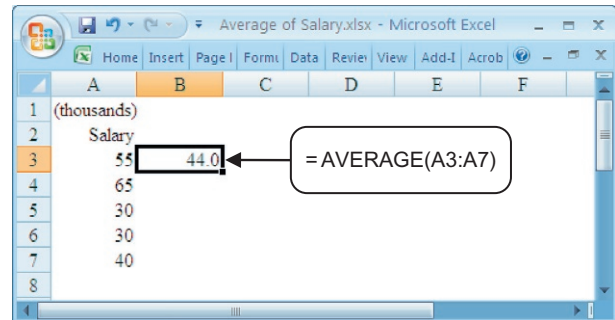 Average of Salary.xlsx - Microsoft Excel
Home Insert Page l Formu Data Review View Add-I Acrob
A B C D E F
1 (thousands)
2 Salary
3 55 44.0 = AVERAGE(A3:A7)
4 65
5 30
6 30
7 40
8